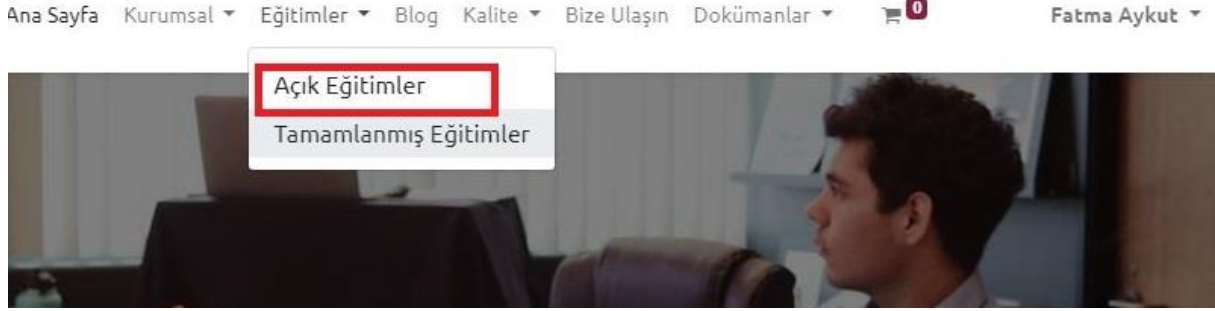 Ana Sayfa Kurumsal Eğitimler Blog Kalite Bize Ulaşın Dokümanlar 0 Fatma Aykut
Açık Eğitimler
Tamamlanmış Eğitimler